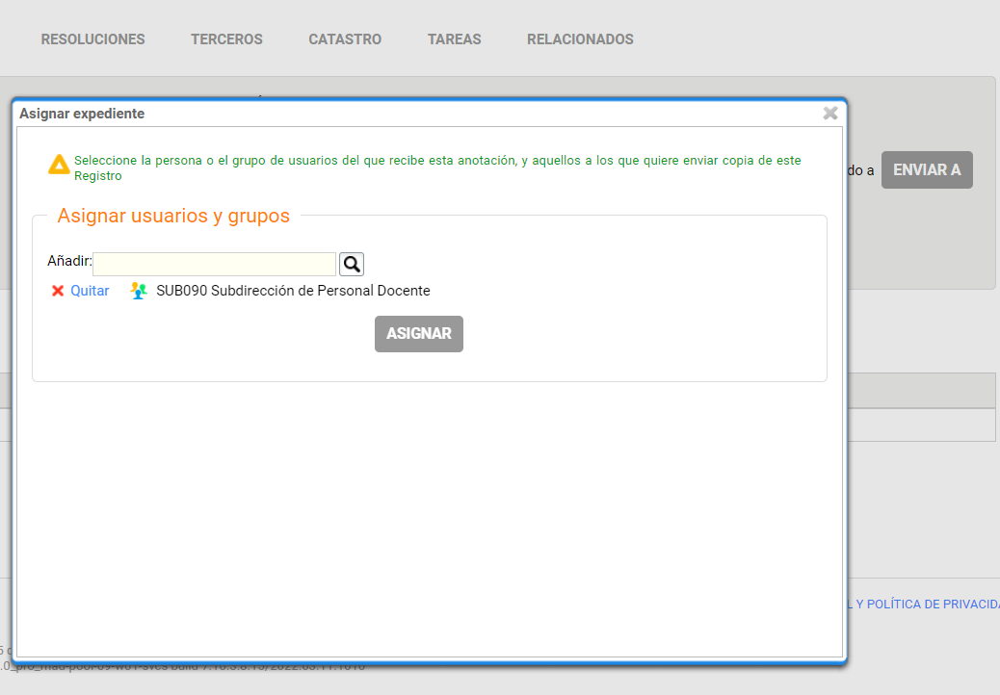 RESOLUCIONES TERCEROS CATASTRO TAREAS RELACIONADOS
Asignar expediente
Seleccione la persona o el grupo de usuarios del que recibe esta anotación, y aquellos a los que quiere enviar copia de este
Registro
do a ENVIAR A
Asignar usuarios y grupos
Añadir:
Quitar SUB090 Subdirección de Personal Docente
ASIGNAR
L Y POLÍTICA DE PRIVACIDA